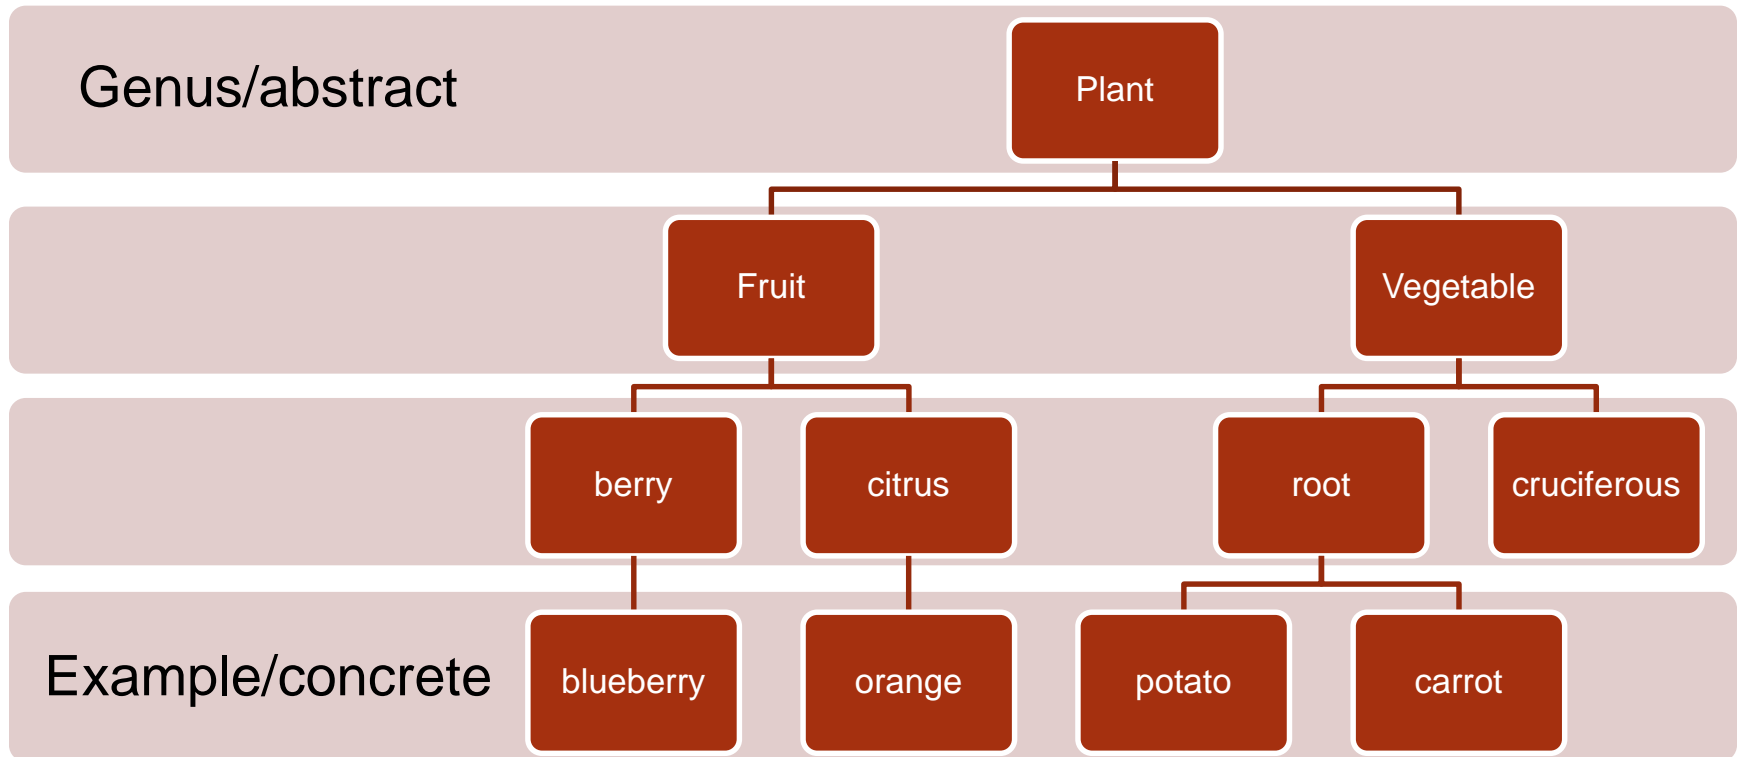 Genus/abstract
Plant
Fruit
Vegetable
berry
citrus
root
cruciferous
Example/concrete
blueberry
orange
potato
carrot